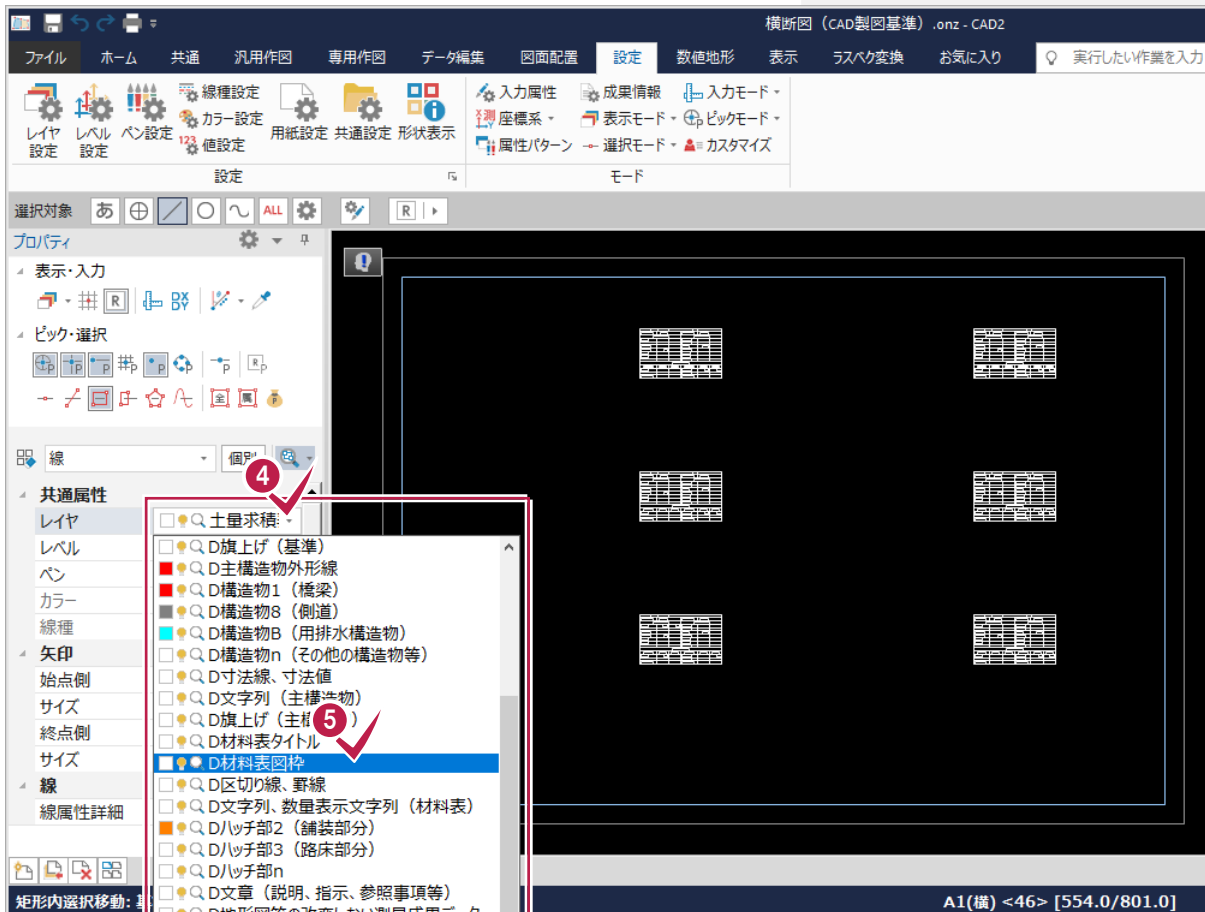 横断図（CAD製図基準）.onz - CAD2
ファイル ホーム 共通 汎用作図 専用作図 データ編集 図面配置 設定 数値地形 表示 ラスベク変換 お気に入り 実行したい作業を入力
レイヤ設定 レベル設定 ペン設定 線種設定 カラー設定 123 値設定 用紙設定 共通設定 形状表示
入力属性 成果情報 入力モード
座標系 表示モード ピックモード
属性パターン 選択モード カスタマイズ
設定 モード
選択対象 あ ALL R
プロパティ
表示・入力
R DX DY
ピック・選択
P P P P P P P R P
全 属 P
線 個別
4
共通属性
レイヤ 土量求積
レベル
ペン
カラー
線種
矢印
始点側
サイズ
終点側
サイズ
線
線属性詳細
D旗上げ（基準）
D主構造物外形線
D構造物1（橋梁）
D構造物8（側道）
D構造物B（用排水構造物）
D構造物n（その他の構造物等）
D寸法線、寸法値
D文字列（主構造物）
D旗上げ（主構
5
D材料表タイトル
D材料表図枠
D区切り線、罫線
D文字列、数量表示文字列（材料表）
Dハッチ部2（舗装部分）
Dハッチ部3（路床部分）
Dハッチ部n
D文章（説明、指示、参照事項等）
矩形内選択移動: A1(横) <46> [554.0/801.0]